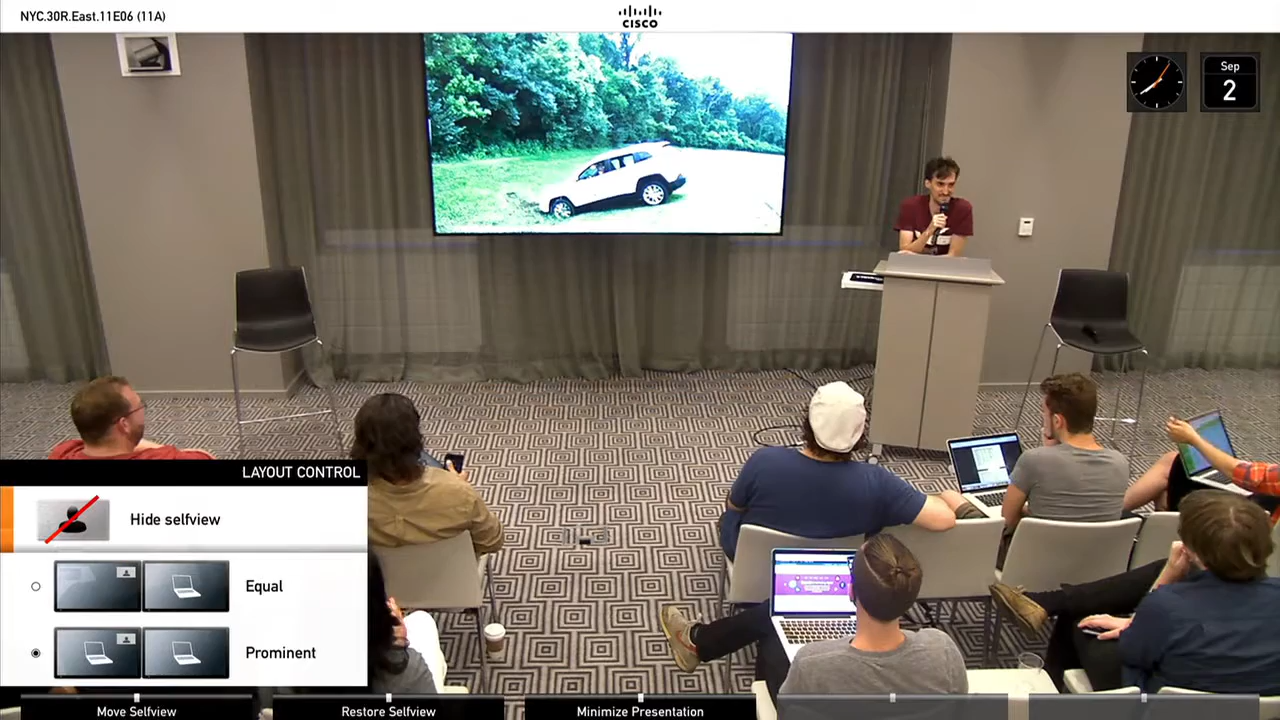 NYC.30R.East.11E06 (11A)
CISCO
Sep
2
LAYOUT CONTROL
Hide selfview
Equal
Prominent
Move Selfview
Restore Selfview
Minimize Presentation